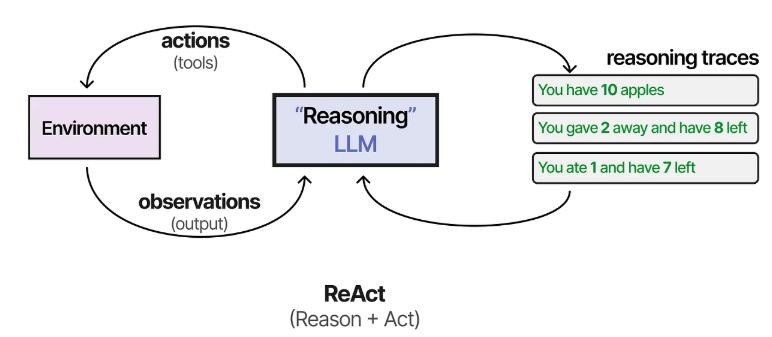 actions
(tools)
reasoning traces
You have 10 apples
Environment
"Reasoning"
LLM
You gave 2 away and have 8 left
You ate 1 and have 7 left
observations
(output)
ReAct
(Reason + Act)